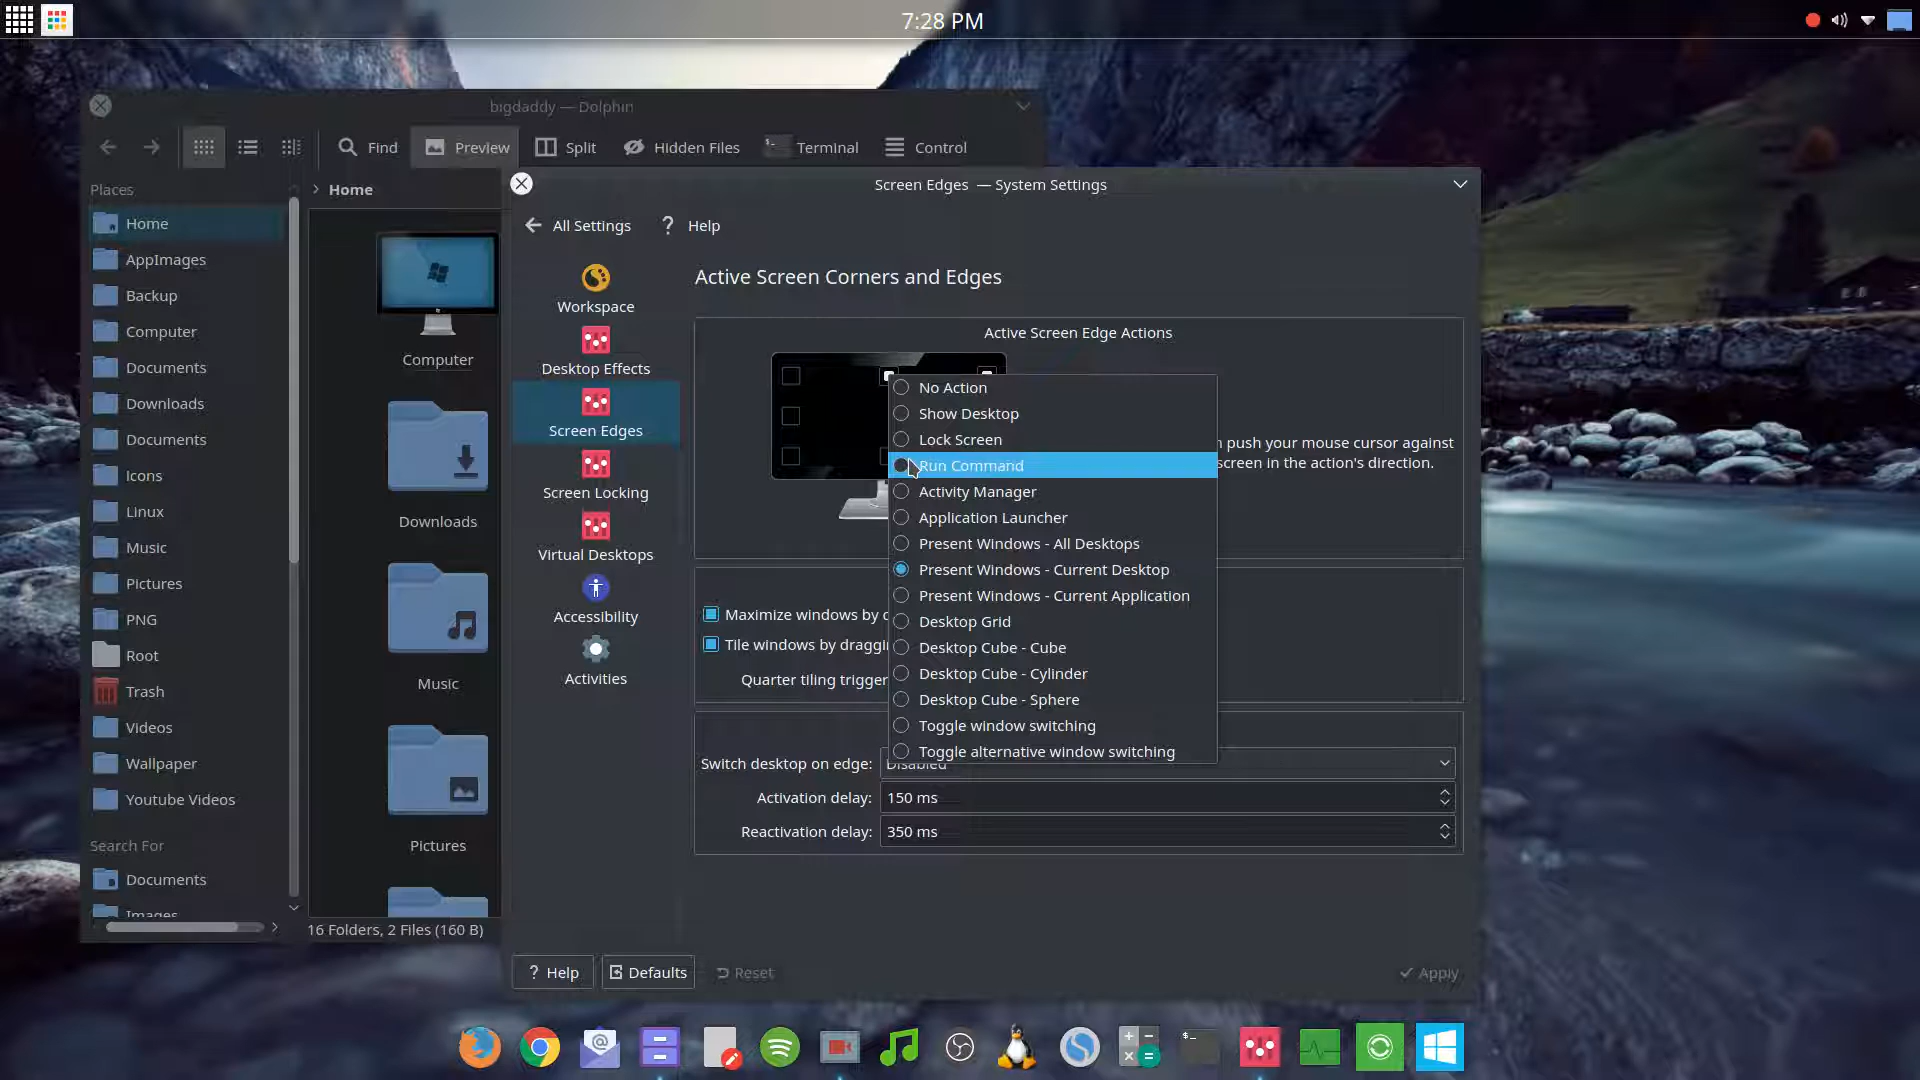 7:28 PM
bigdaddy — Dolphin
Find
Preview
Split
Hidden Files
Terminal
Control
Places
Home
AppImages
Backup
Computer
Documents
Downloads
Documents
Icons
Linux
Music
Pictures
PNG
Root
Trash
Videos
Wallpaper
Youtube Videos
Search For
Documents
Images
Home
Computer
Downloads
Music
Pictures
16 Folders, 2 Files (160 B)
Screen Edges — System Settings
All Settings
? Help
Workspace
Desktop Effects
Screen Edges
Screen Locking
Virtual Desktops
Accessibility
Activities
Active Screen Corners and Edges
Active Screen Edge Actions
push your mouse cursor against
screen in the action's direction.
No Action
Show Desktop
Lock Screen
Run Command
Activity Manager
Application Launcher
Present Windows - All Desktops
Present Windows - Current Desktop
Present Windows - Current Application
Desktop Grid
Desktop Cube - Cube
Desktop Cube - Cylinder
Desktop Cube - Sphere
Toggle window switching
Toggle alternative window switching
Maximize windows by
Tile windows by
Quarter tiling
Switch desktop on edge: Disabled
Activation delay: 150 ms
Reactivation delay: 350 ms
? Help
Defaults
Reset
Apply